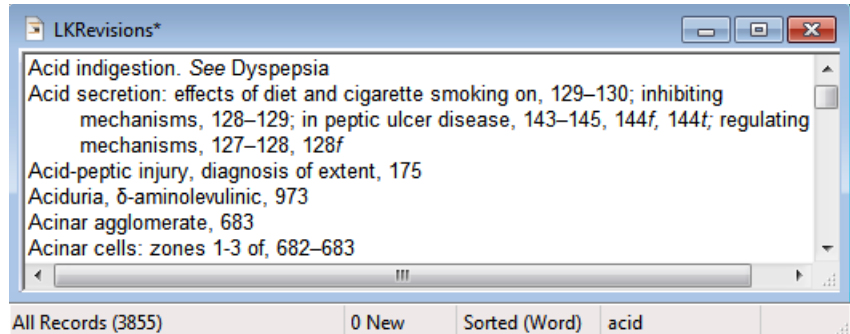 LKRevisions*
Acid indigestion. See Dyspepsia
Acid secretion: effects of diet and cigarette smoking on, 129–130; inhibiting
mechanisms, 128–129; in peptic ulcer disease, 143–145, 144f, 144t; regulating
mechanisms, 127–128, 128f
Acid-peptic injury, diagnosis of extent, 175
Aciduria, δ-aminolevulinic, 973
Acinar agglomerate, 683
Acinar cells: zones 1-3 of, 682–683
All Records (3855) 0 New Sorted (Word) acid